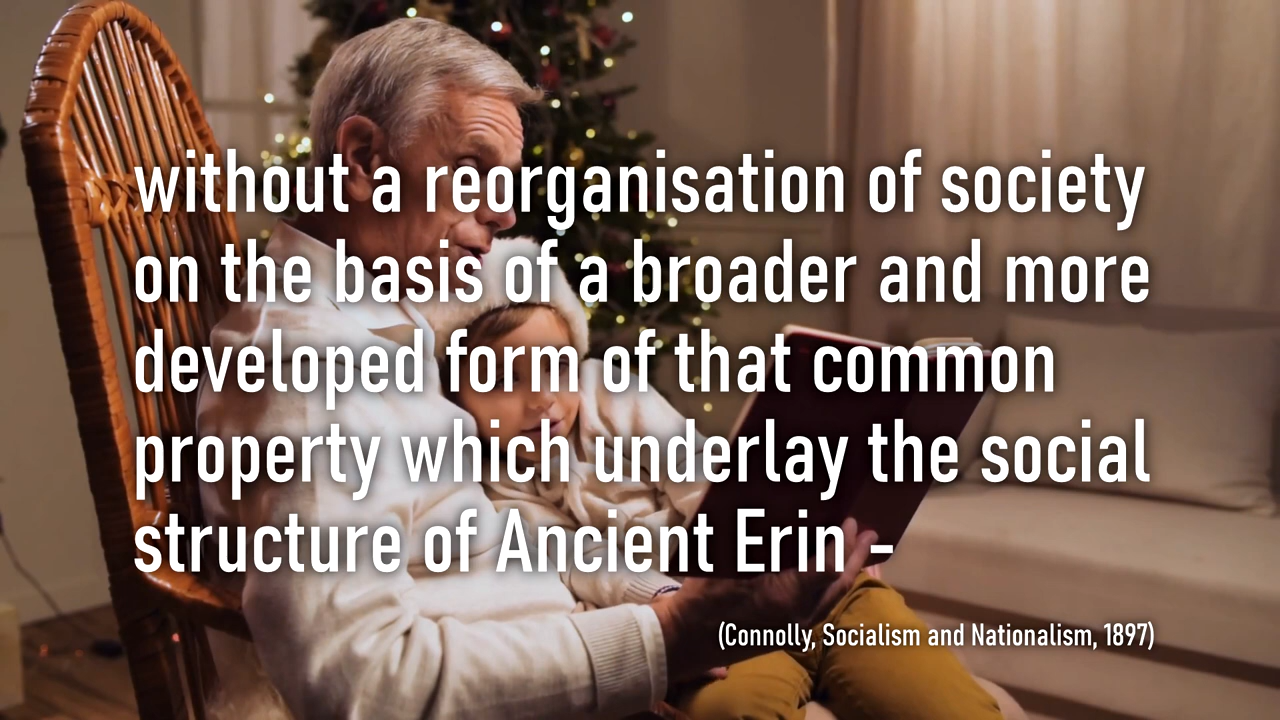 without a reorganisation of society
on the basis of a broader and more
developed form of that common
property which underlay the social
structure of Ancient Erin -
(Connolly, Socialism and Nationalism, 1897)